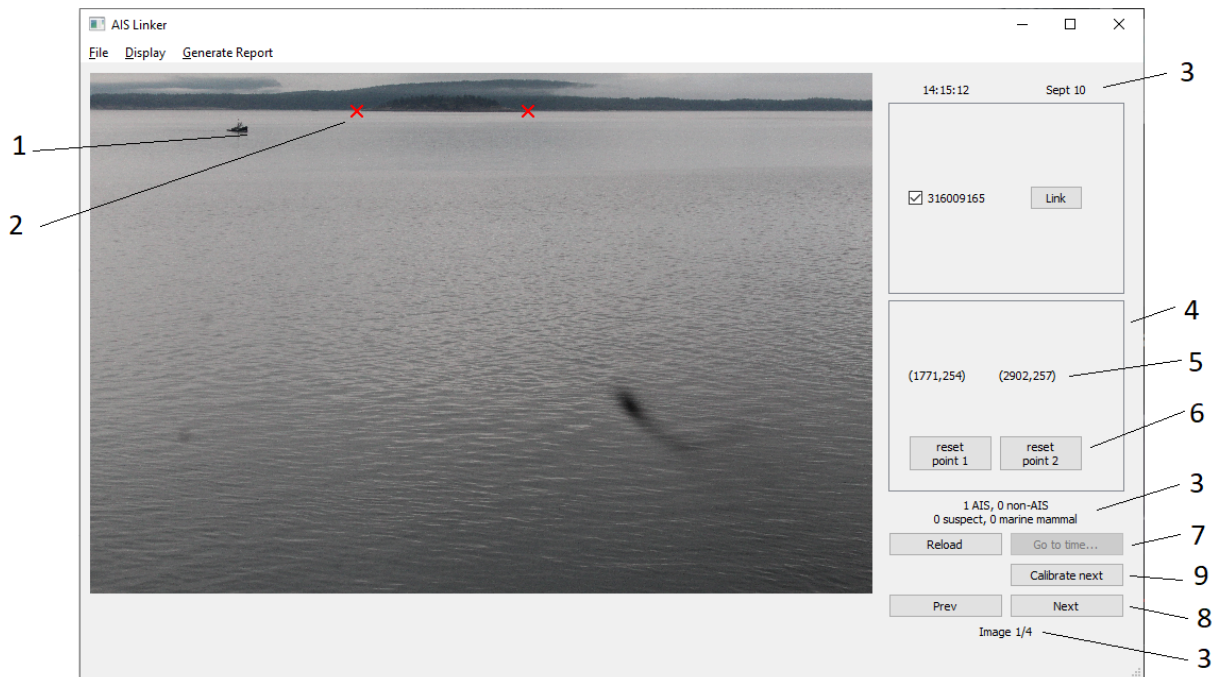 AIS Linker
File Display Generate Report
14:15:12 Sept 10 3
1
2
316009165 Link
4
(1771,254) (2902,257) 5
reset point 1
reset point 2
6
3
1 AIS, 0 non-AIS
0 suspect, 0 marine mammal
Reload Go to time... 7
Calibrate next 9
Prev Next 8
Image 1/4 3